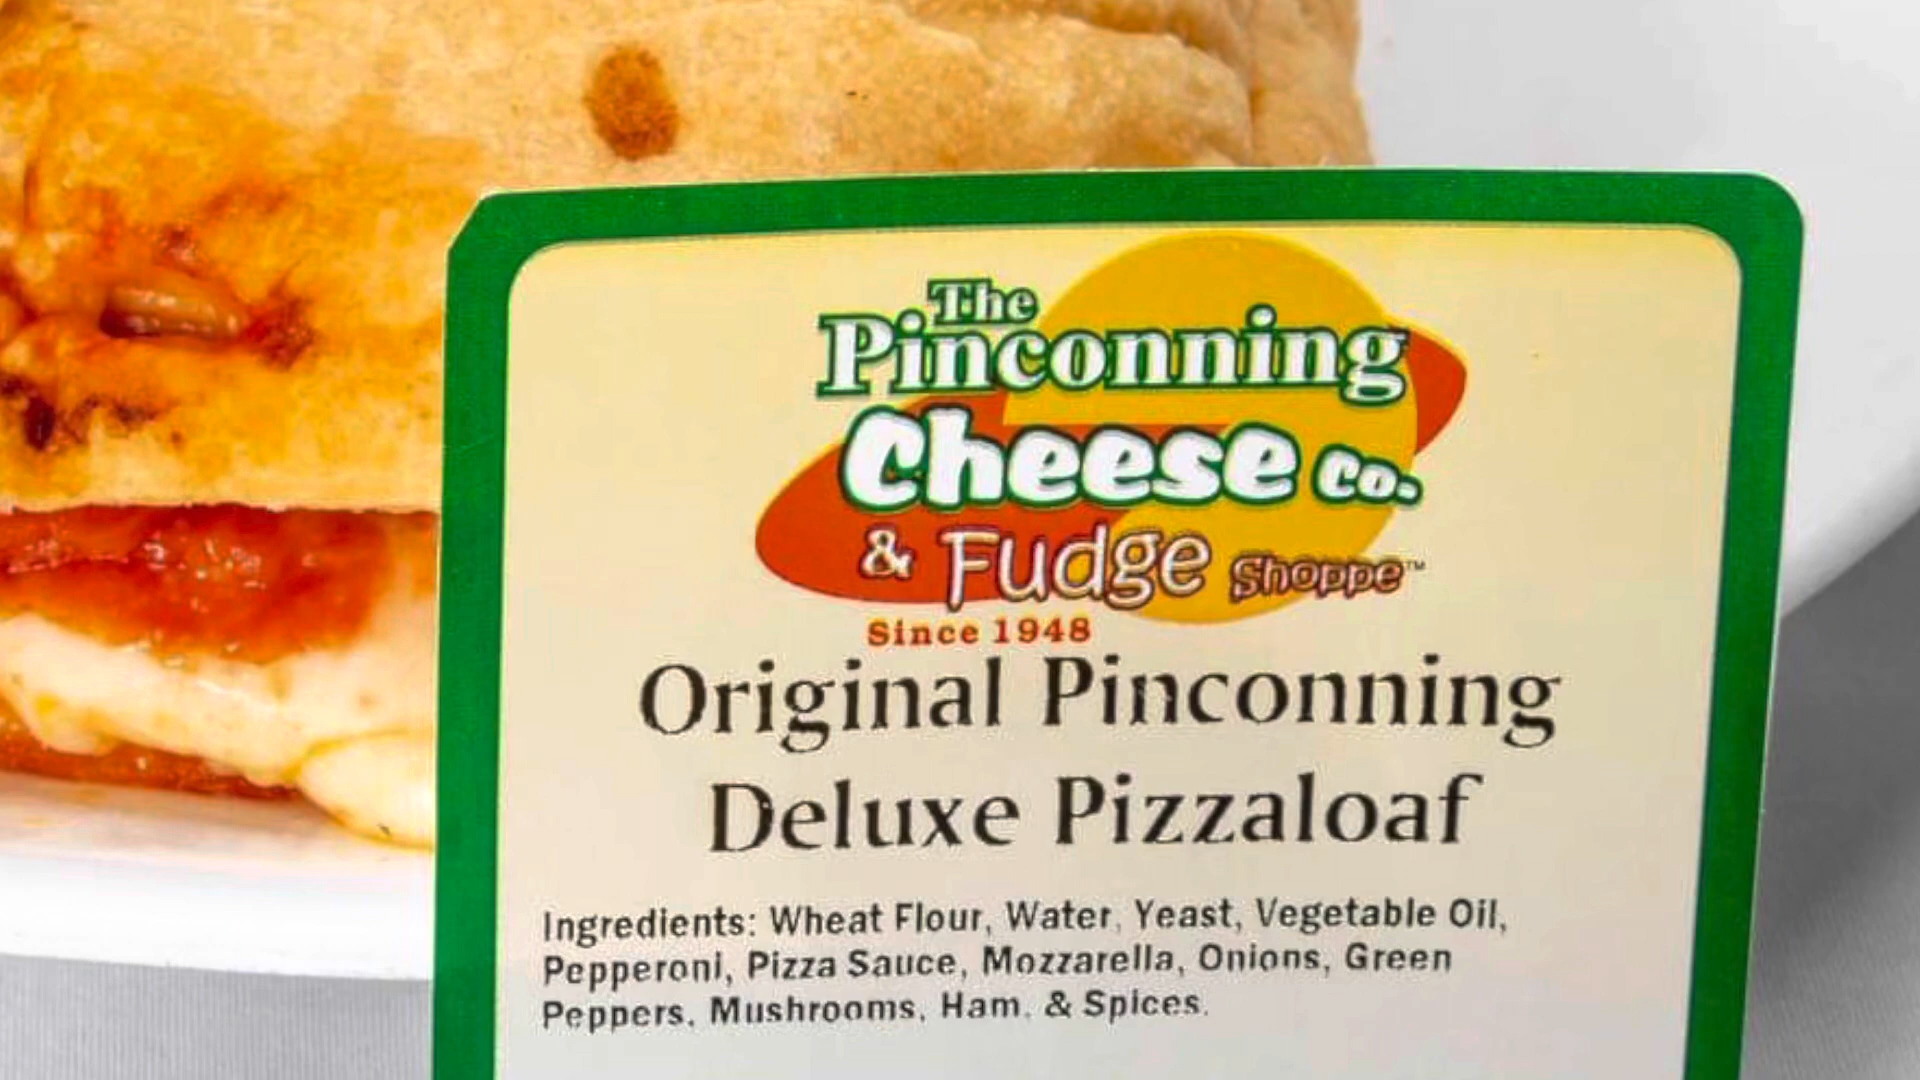 The
Pinconning
Cheese Co.
& Fudge Shoppe™
Since 1948
Original Pinconning
Deluxe Pizzaloaf
Ingredients: Wheat Flour, Water, Yeast, Vegetable Oil,
Pepperoni, Pizza Sauce, Mozzarella, Onions, Green
Peppers, Mushrooms, Ham, & Spices.